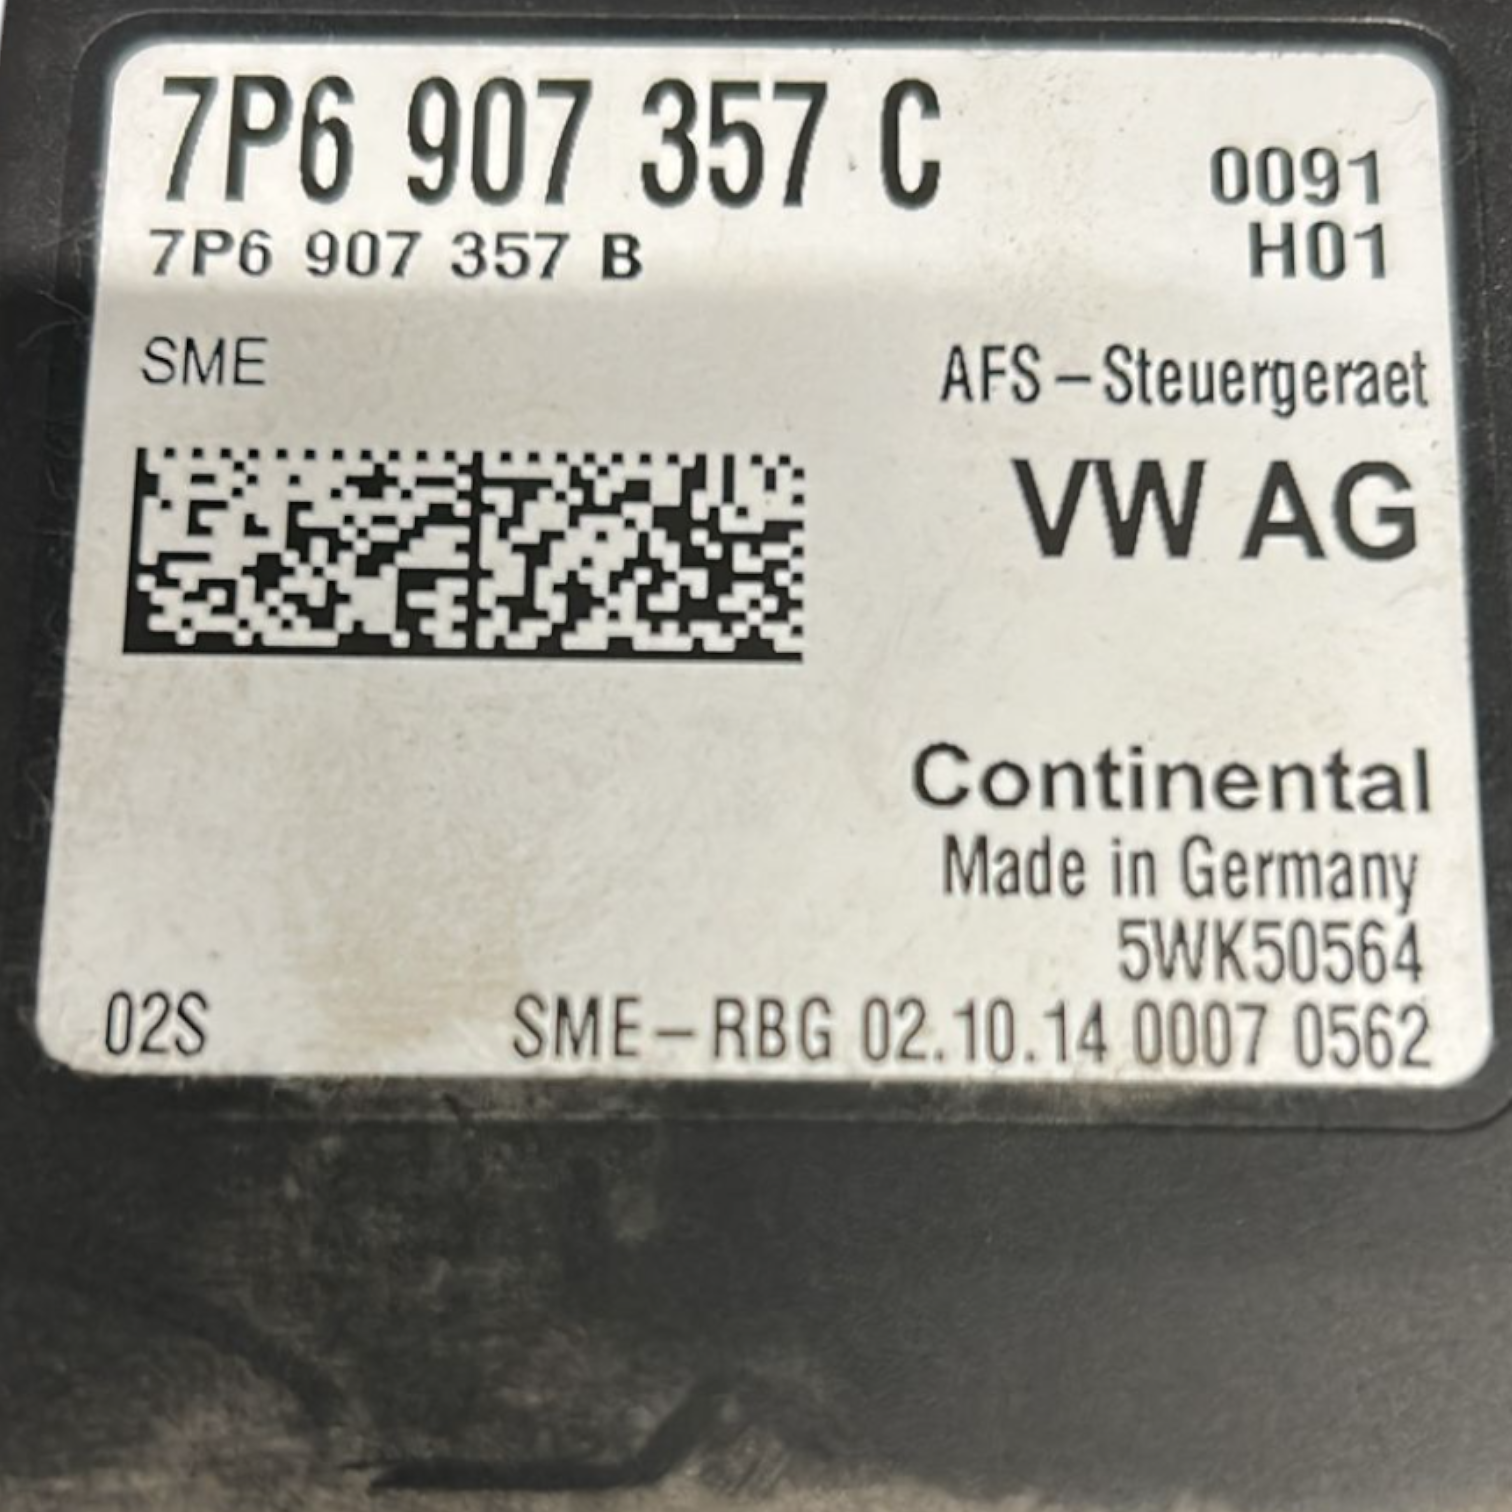 7P6 907 357 C 0091
7P6 907 357 B H01
SME AFS-Steuergeraet
VW AG
Continental
Made in Germany
5WK50564
02S SME-RBG 02.10.14 0007 0562